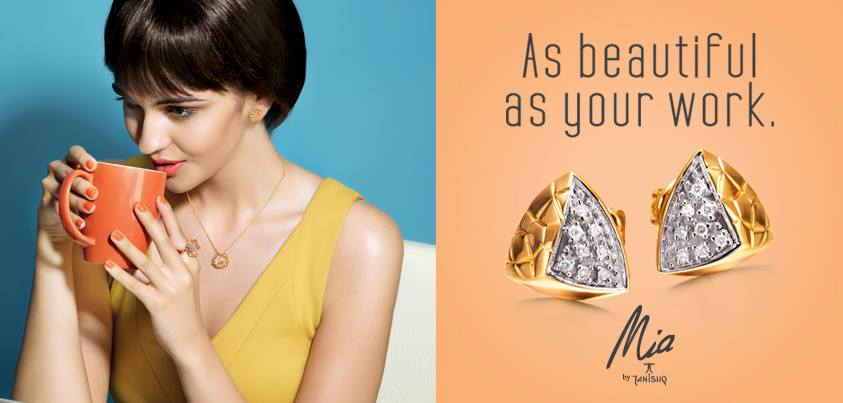 As beautiful
as your work.
Mia
by TANISHQ